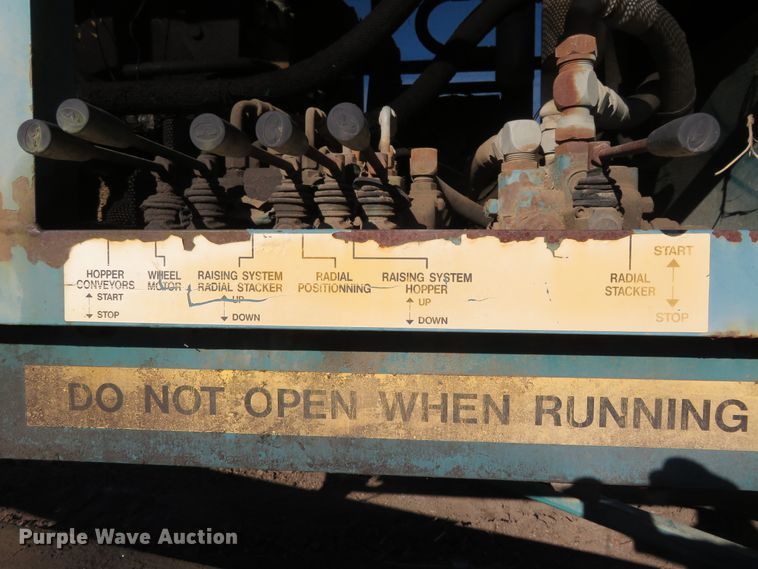 HOPPER CONVEYORS
START
STOP
WHEEL MOTOR
RAISING SYSTEM
RADIAL STACKER
UP
DOWN
RADIAL
POSITIONNING
RAISING SYSTEM
HOPPER
UP
DOWN
RADIAL
STACKER
START
STOP
DO NOT OPEN WHEN RUNNING
Purple Wave Auction